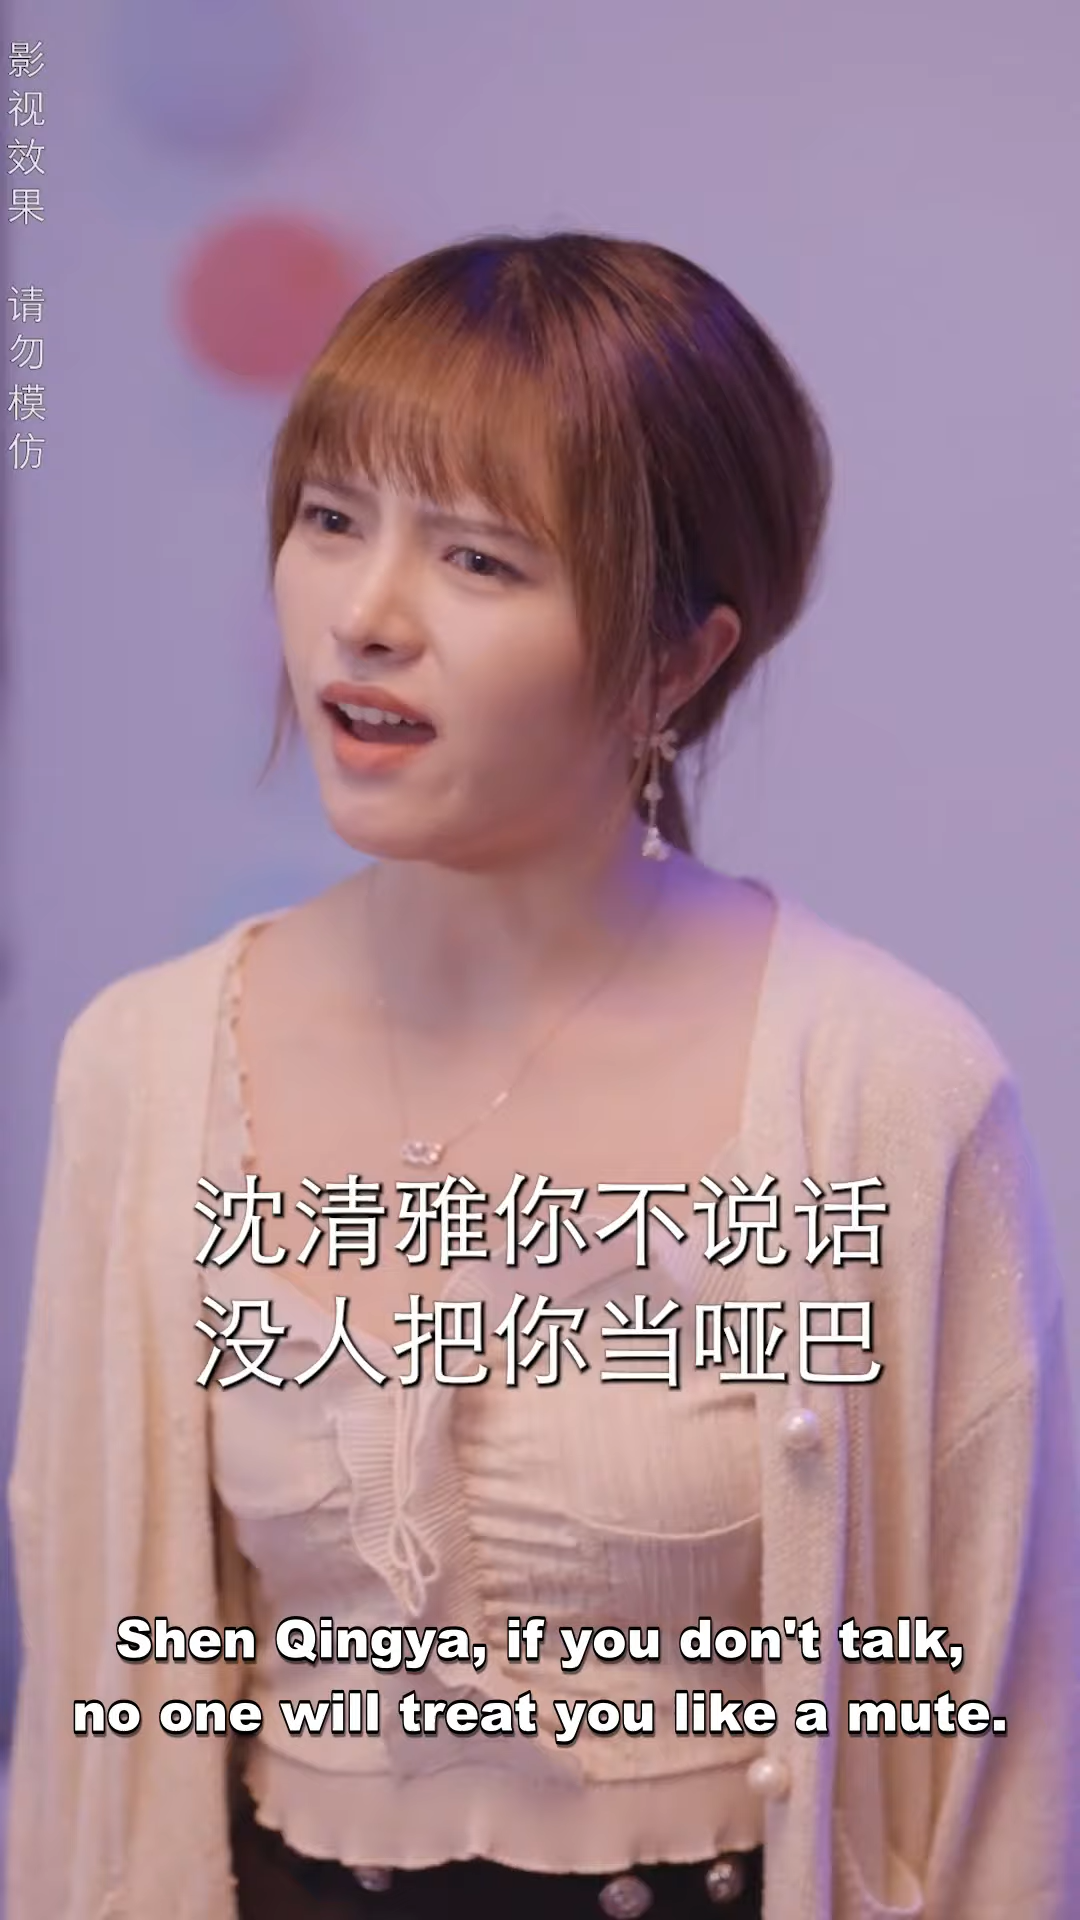 影视效果 请勿模仿
沈清雅你不说话
没人把你当哑巴
Shen Qingya, if you don't talk,
no one will treat you like a mute.